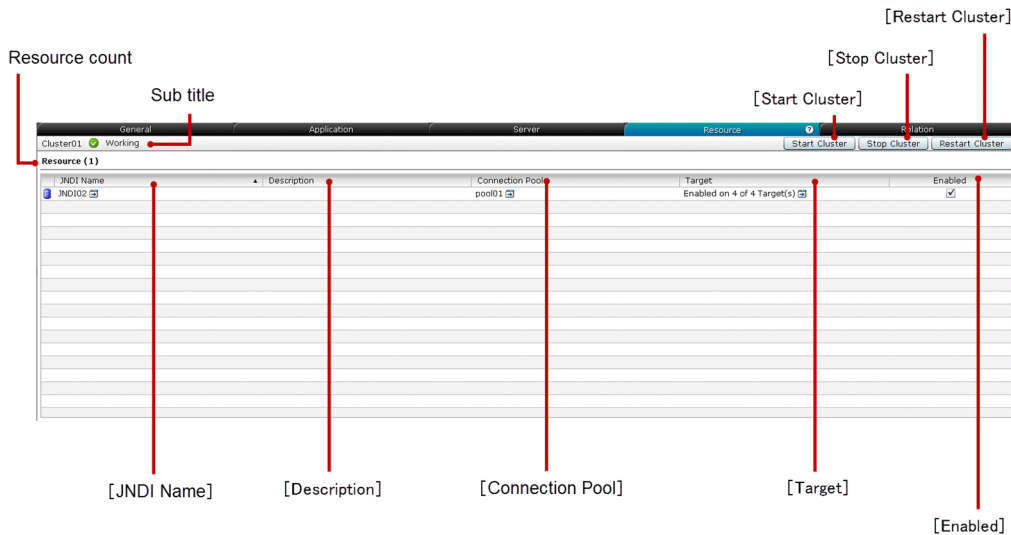 [Restart Cluster]
Resource count
[Stop Cluster]
Sub title
[Start Cluster]
General Application Server Resource ? Relation
Cluster01 Working Start Cluster Stop Cluster Restart Cluster
Resource (1)
JNDI Name Description Connection Pool Target Enabled
JNDI02 pool01 Enabled on 4 of 4 Target(s)
[JNDI Name] [Description] [Connection Pool] [Target]
[Enabled]